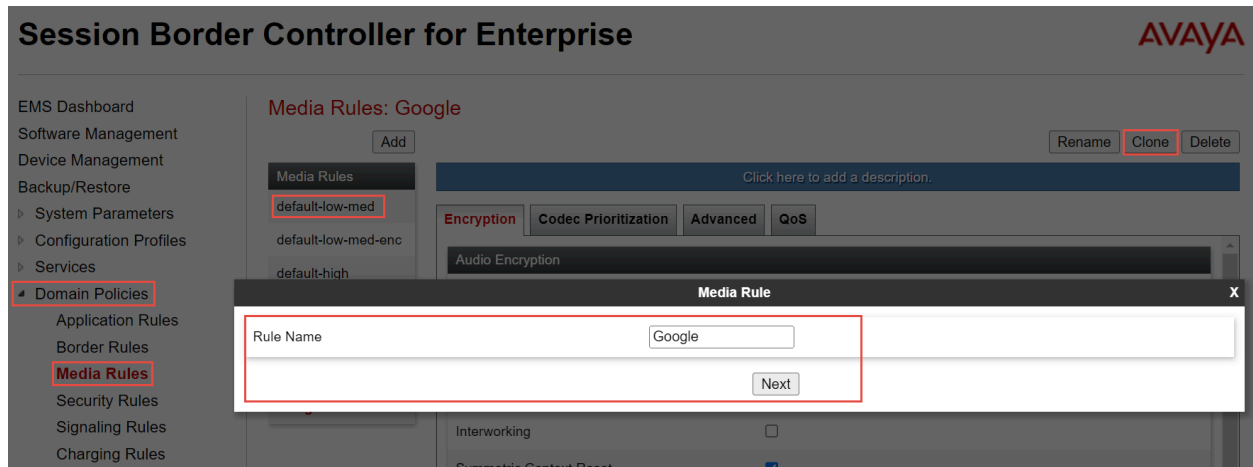 Session Border Controller for Enterprise
AVAYA
EMS Dashboard
Software Management
Device Management
Backup/Restore
System Parameters
Configuration Profiles
Services
Domain Policies
Application Rules
Border Rules
Media Rules
Security Rules
Signaling Rules
Charging Rules
Media Rules: Google
Add
Rename Clone Delete
Media Rules
default-low-med
default-low-med-enc
default-high
Click here to add a description.
Encryption Codec Prioritization Advanced QoS
Audio Encryption
Media Rule X
Rule Name Google
Next
Interworking
Symmetric Context Reset